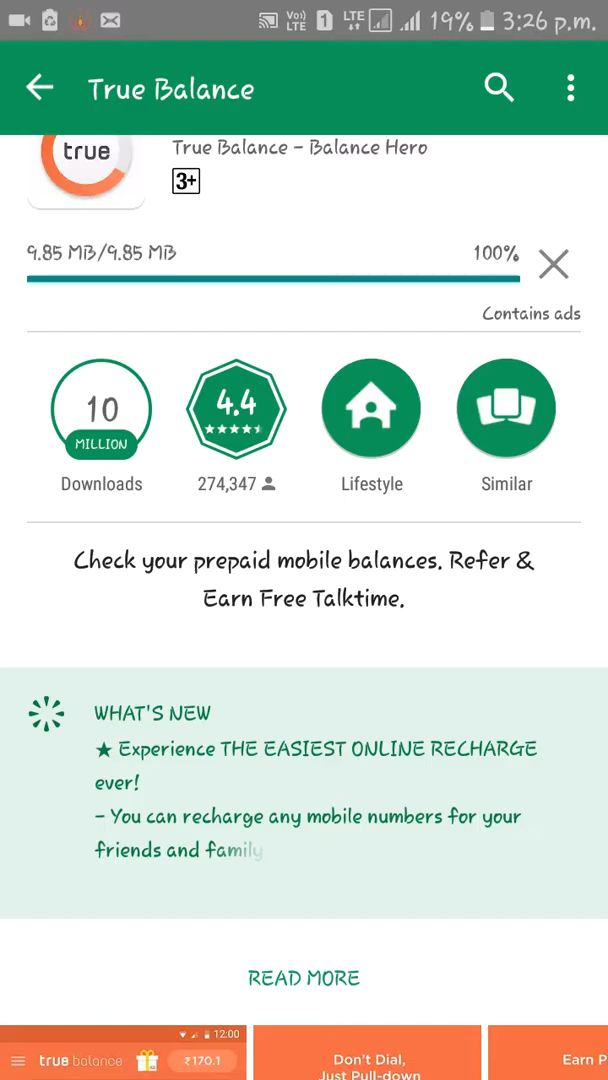 Vo)) LTE 1 LTE 19% 3:26 p.m.
True Balance
true
True Balance – Balance Hero
3+
9.85 MB/9.85 MB 100%
Contains ads
10 MILLION
4.4
Downloads 274,347 Lifestyle Similar
Check your prepaid mobile balances. Refer &
Earn Free Talktime.
WHAT'S NEW
★ Experience THE EASIEST ONLINE RECHARGE
ever!
- You can recharge any mobile numbers for your
friends and family
READ MORE
12:00
true balance ₹170.1
Don't Dial,
Just Pull-down
Earn P